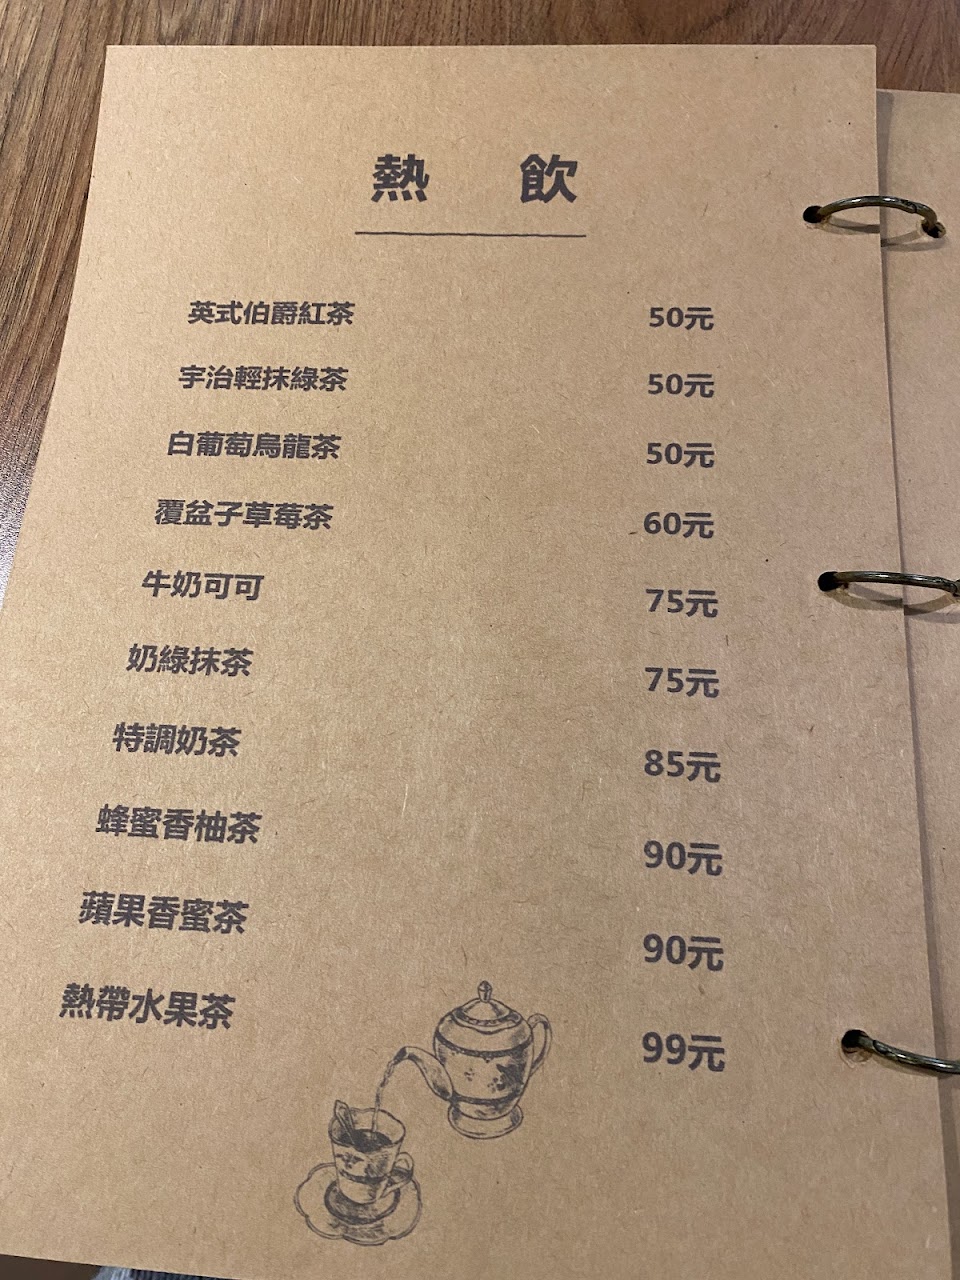 熱 飲
英式伯爵紅茶 50元
宇治輕抹綠茶 50元
白葡萄烏龍茶 50元
覆盆子草莓茶 60元
牛奶可可 75元
奶綠抹茶 75元
特調奶茶 85元
蜂蜜香柚茶 90元
蘋果香蜜茶 90元
熱帶水果茶 99元